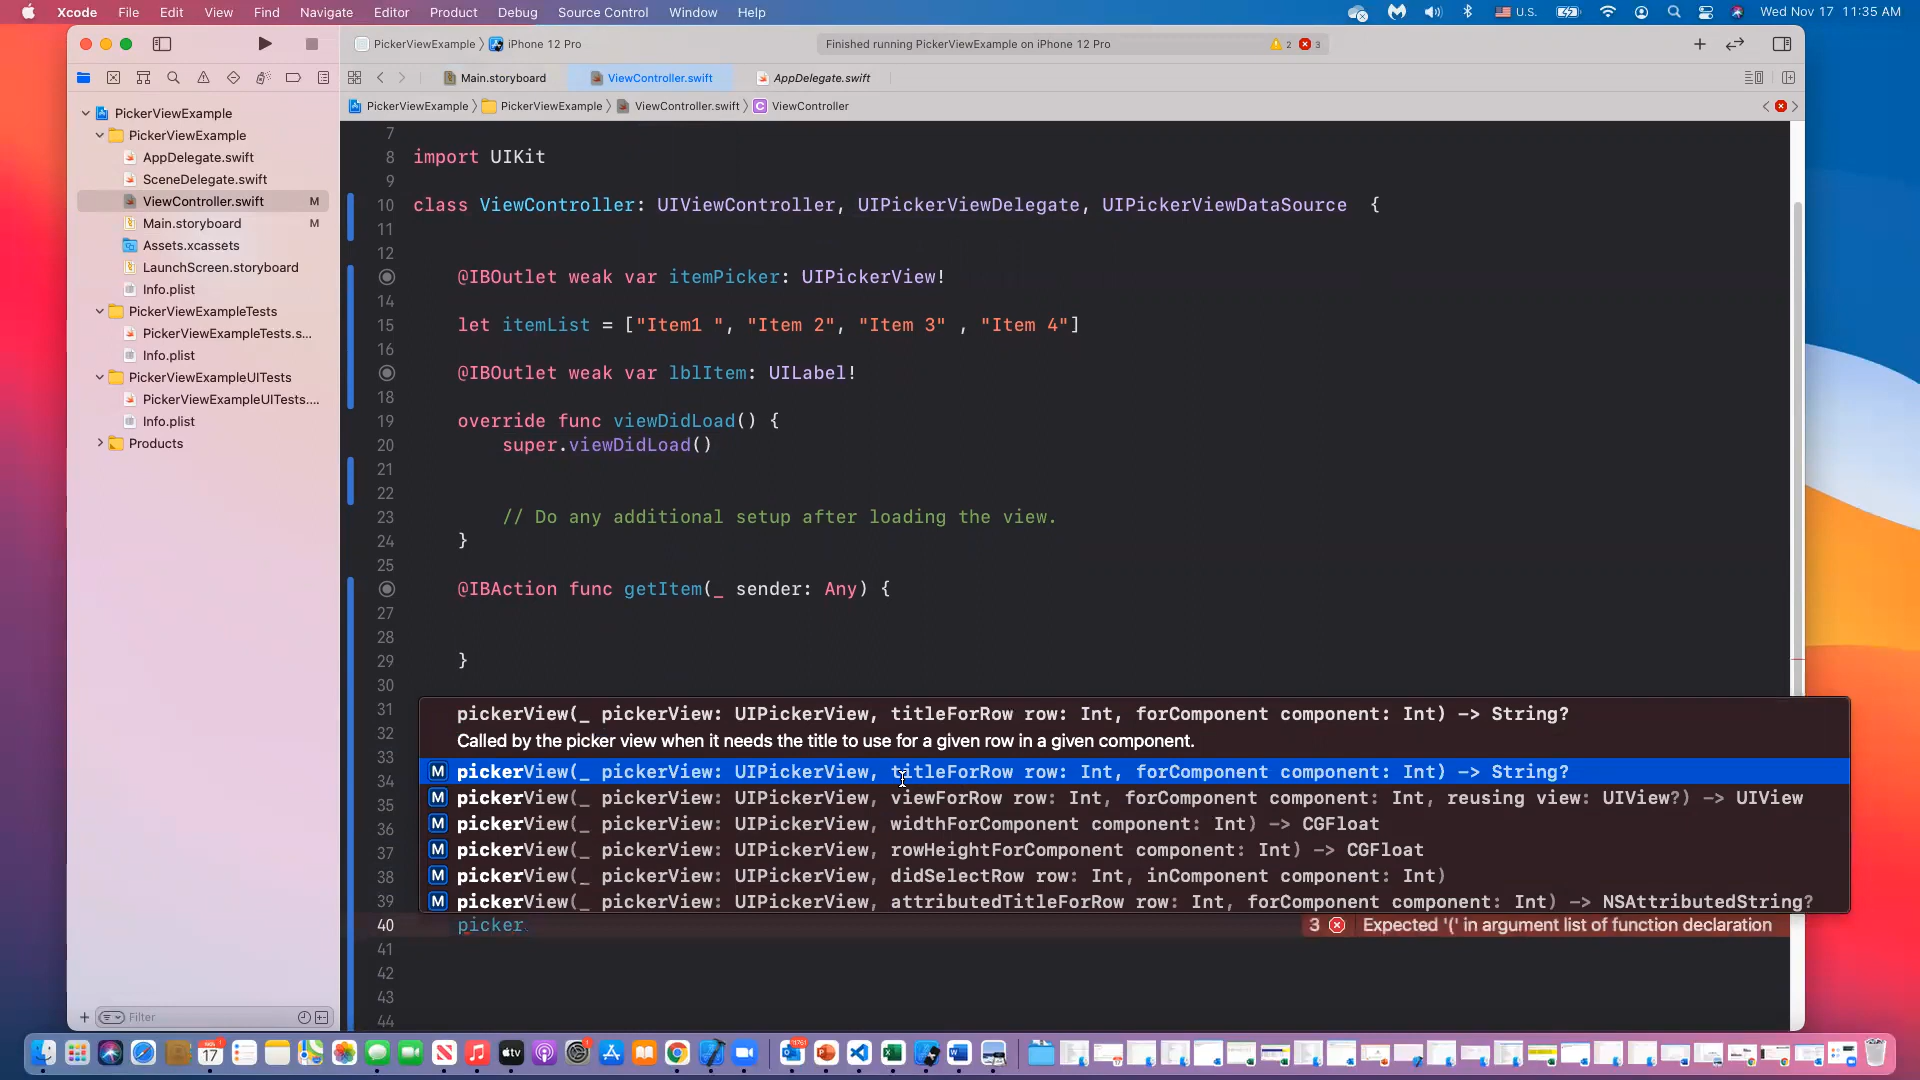 Xcode File Edit View Find Navigate Editor Product Debug Source Control Window Help U.S. Wed Nov 17 11:35 AM
PickerViewExample iPhone 12 Pro Finished running PickerViewExample on iPhone 12 Pro 2 3
Main.storyboard ViewController.swift AppDelegate.swift
PickerViewExample PickerViewExample ViewController.swift C ViewController
PickerViewExample
PickerViewExample
AppDelegate.swift
SceneDelegate.swift
ViewController.swift M
Main.storyboard M
Assets.xcassets
LaunchScreen.storyboard
Info.plist
PickerViewExampleTests
PickerViewExampleTests.s...
Info.plist
PickerViewExampleUITests
PickerViewExampleUITests....
Info.plist
Products
Filter
7
8 import UIKit
9
10 class ViewController: UIViewController, UIPickerViewDelegate, UIPickerViewDataSource {
11
12
@IBOutlet weak var itemPicker: UIPickerView!
14
15 let itemList = ["Item1 ", "Item 2", "Item 3" , "Item 4"]
16
@IBOutlet weak var lblItem: UILabel!
18
19 override func viewDidLoad() {
20 super.viewDidLoad()
21
22
23 // Do any additional setup after loading the view.
24 }
25
@IBAction func getItem(_ sender: Any) {
27
28
29 }
30
31
32
33
34
35
36
37
38
39
pickerView(_ pickerView: UIPickerView, titleForRow row: Int, forComponent component: Int) -> String?
Called by the picker view when it needs the title to use for a given row in a given component.
M pickerView(_ pickerView: UIPickerView, titleForRow row: Int, forComponent component: Int) -> String?
M pickerView(_ pickerView: UIPickerView, viewForRow row: Int, forComponent component: Int, reusing view: UIView?) -> UIView
M pickerView(_ pickerView: UIPickerView, widthForComponent component: Int) -> CGFloat
M pickerView(_ pickerView: UIPickerView, rowHeightForComponent component: Int) -> CGFloat
M pickerView(_ pickerView: UIPickerView, didSelectRow row: Int, inComponent component: Int)
M pickerView(_ pickerView: UIPickerView, attributedTitleForRow row: Int, forComponent component: Int) -> NSAttributedString?
40 picker 3 Expected '(' in argument list of function declaration
41
42
43
44